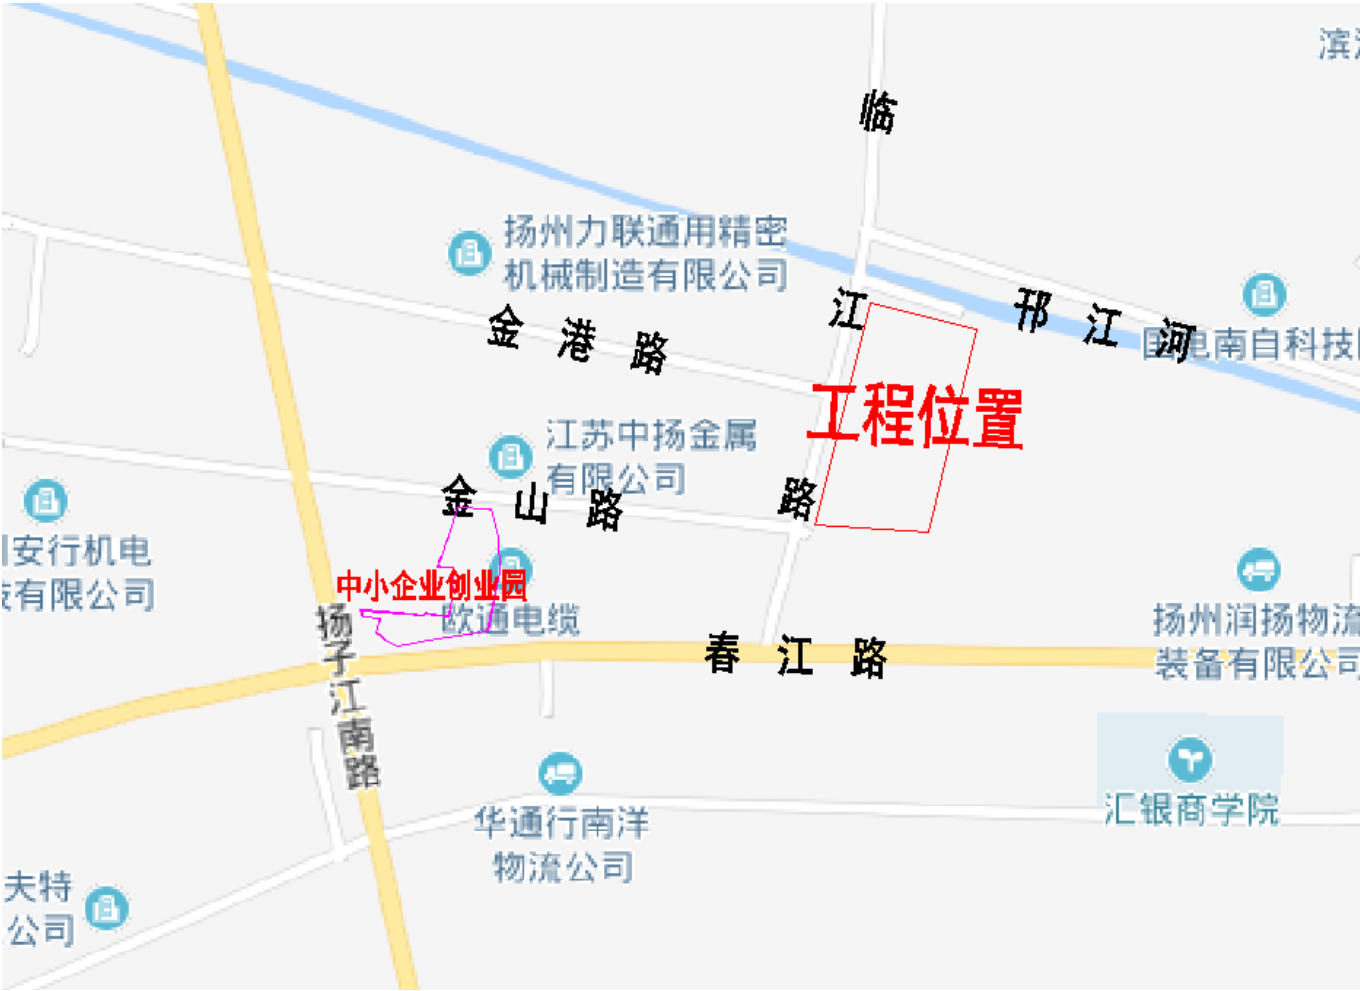 滨
临
扬州力联通用精密
机械制造有限公司
江
邗江河
国电南自科技
金港路
工程位置
江苏中扬金属
有限公司
金山路
路
安行机电
有限公司
中小企业创业园
欧通电缆
扬州润扬物流
装备有限公司
扬子江南路
春江路
汇银商学院
华通行南洋
物流公司
夫特
公司